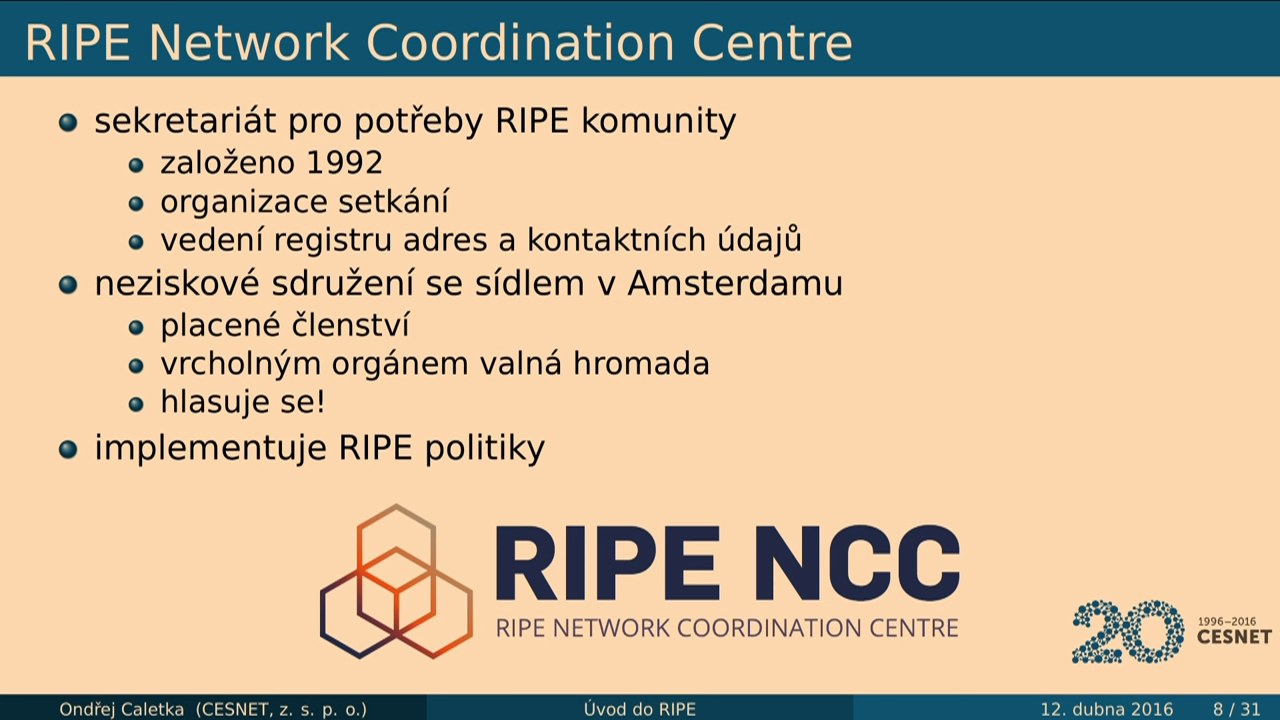 RIPE Network Coordination Centre
sekretariát pro potřeby RIPE komunity
založeno 1992
organizace setkání
vedení registru adres a kontaktních údajů
neziskové sdružení se sídlem v Amsterdamu
placené členství
vrcholným orgánem valná hromada
hlasuje se!
implementuje RIPE politiky
RIPE NCC
RIPE NETWORK COORDINATION CENTRE
20
1996–2016
CESNET
Ondřej Caletka (CESNET, z. s. p. o.)
Úvod do RIPE
12. dubna 2016
8 / 31